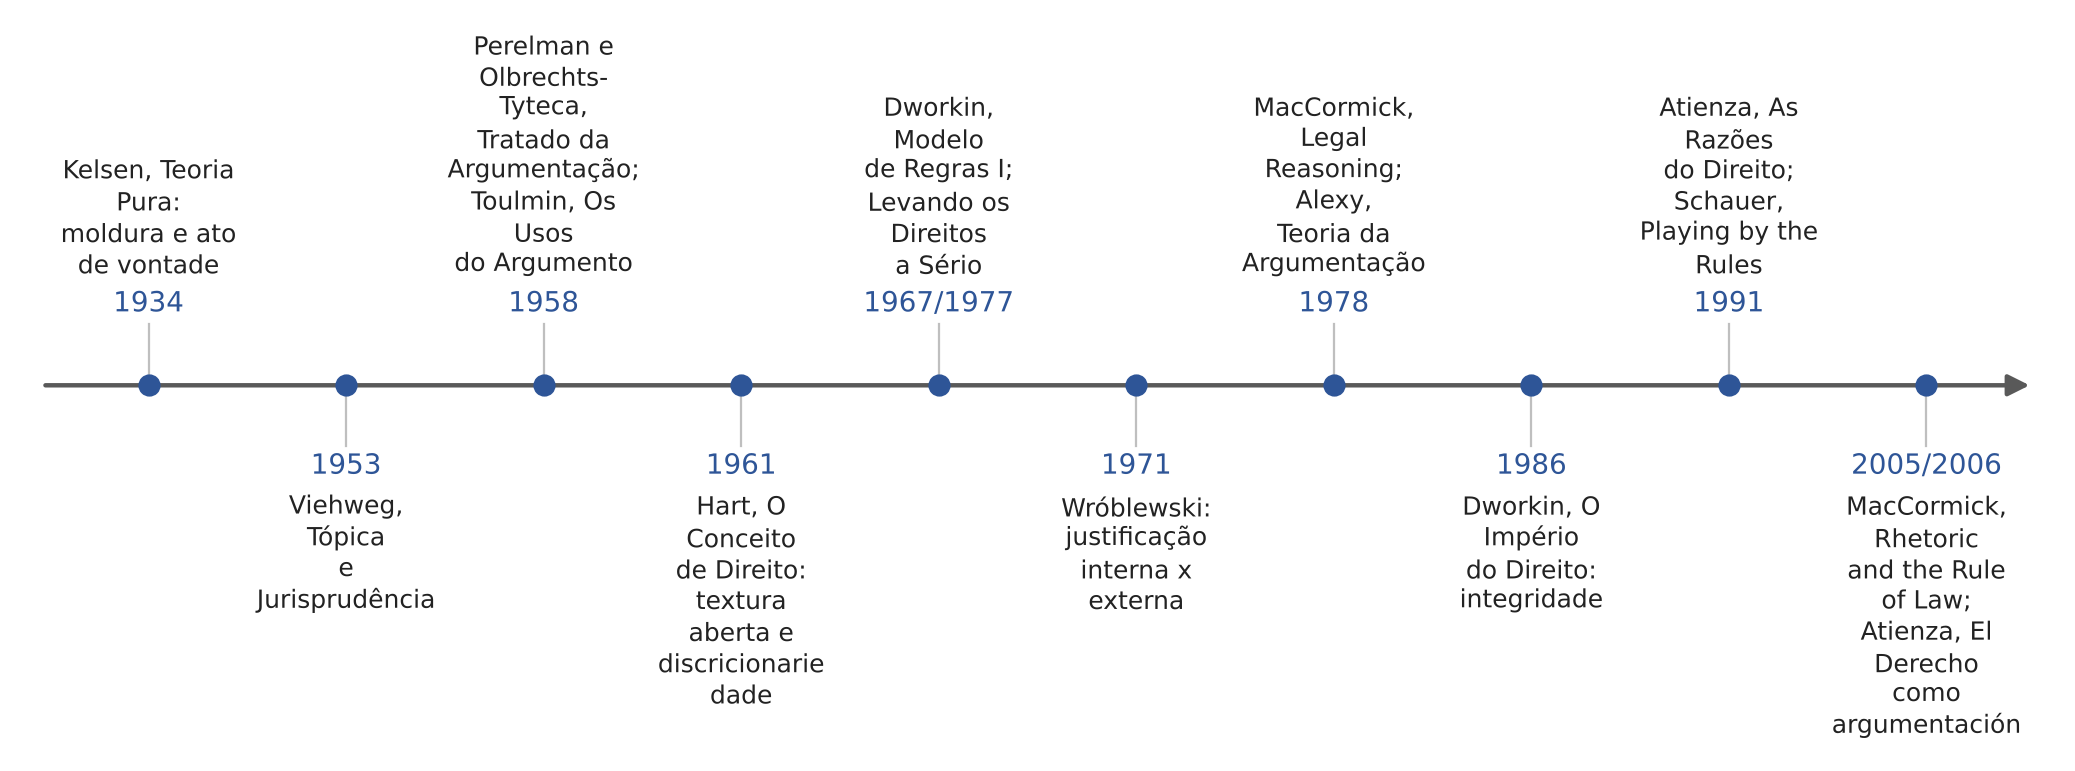 Kelsen, Teoria
Pura:
moldura e ato
de vontade
1934
1953
Viehweg,
Tópica
e
Jurisprudência
Perelman e
Olbrechts-
Tyteca,
Tratado da
Argumentação;
Toulmin, Os
Usos
do Argumento
1958
1961
Hart, O
Conceito
de Direito:
textura
aberta e
discricionarie
dade
Dworkin,
Modelo
de Regras I;
Levando os
Direitos
a Sério
1967/1977
1971
Wróblewski:
justificação
interna x
externa
MacCormick,
Legal
Reasoning;
Alexy,
Teoria da
Argumentação
1978
1986
Dworkin, O
Império
do Direito:
integridade
Atienza, As
Razões
do Direito;
Schauer,
Playing by the
Rules
1991
2005/2006
MacCormick,
Rhetoric
and the Rule
of Law;
Atienza, El
Derecho
como
argumentación